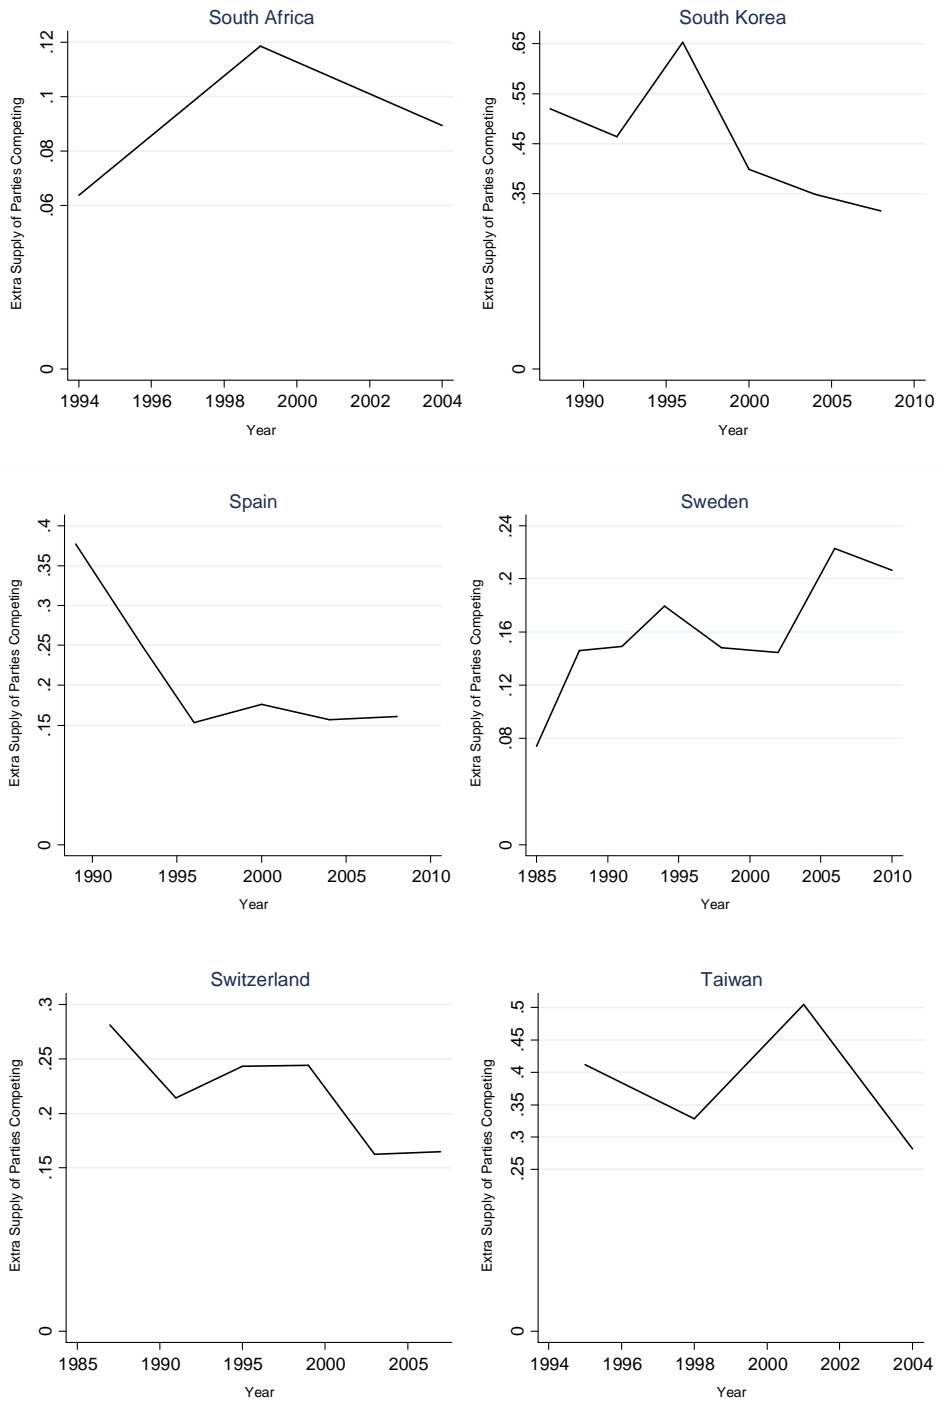 South Africa
Extra Supply of Parties Competing
.12
.1
.08
.06
0
1994 1996 1998 2000 2002 2004
Year
South Korea
Extra Supply of Parties Competing
.65
.55
.45
.35
0
1990 1995 2000 2005 2010
Year
Spain
Extra Supply of Parties Competing
.4
.35
.3
.25
.2
.15
0
1990 1995 2000 2005 2010
Year
Sweden
Extra Supply of Parties Competing
.24
.2
.16
.12
.08
0
1985 1990 1995 2000 2005 2010
Year
Switzerland
Extra Supply of Parties Competing
.3
.25
.2
.15
0
1985 1990 1995 2000 2005
Year
Taiwan
Extra Supply of Parties Competing
.5
.45
.4
.35
.3
.25
0
1994 1996 1998 2000 2002 2004
Year